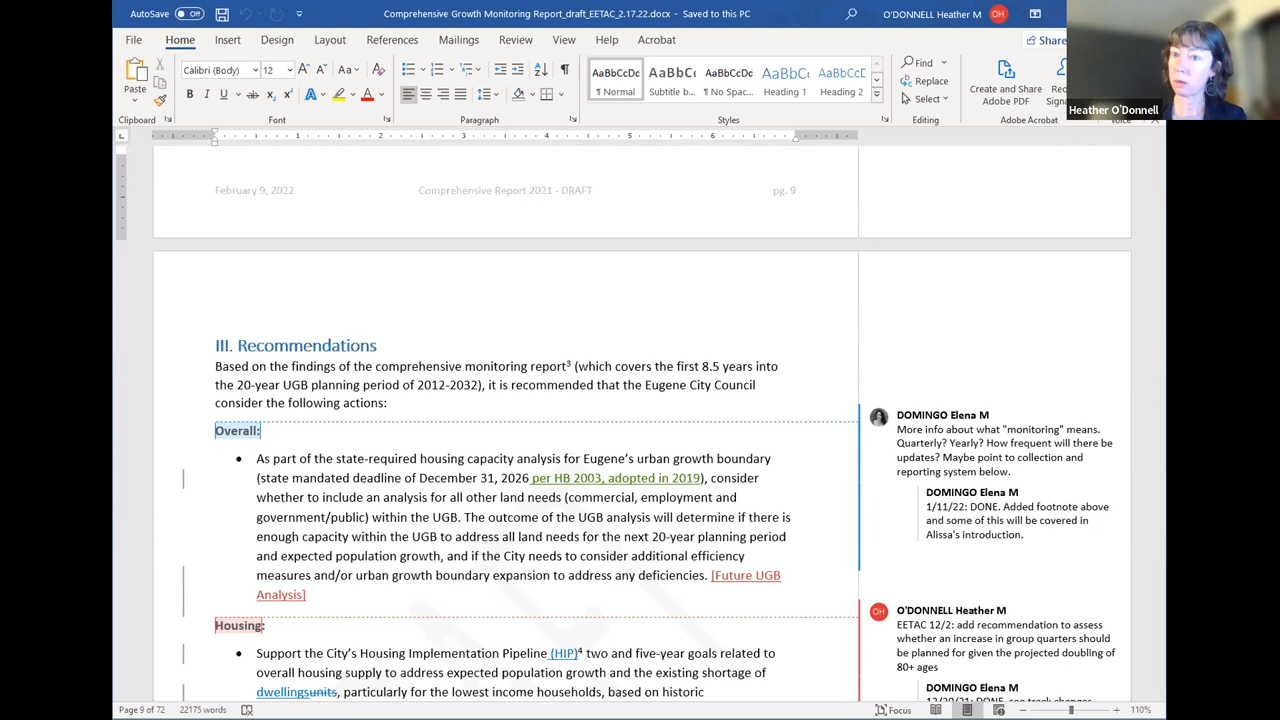 AutoSave Off Comprehensive Growth Monitoring Report_draft_EETAC_2.17.22.docx - Saved to this PC O'DONNELL Heather M OH
File Home Insert Design Layout References Mailings Review View Help Acrobat Share
Calibri (Body) 12 Find
Paste Replace
Select
AaBbCcDc AaBbCc AaBbCcDc AaBbCcI AaBbCcE
¶ Normal Subtitle b... ¶ No Spac... Heading 1 Heading 2
Create and Share
Adobe PDF
Clipboard Font Paragraph Styles Editing Adobe Acrobat
Heather O'Donnell
February 9, 2022 Comprehensive Report 2021 - DRAFT pg. 9
III. Recommendations
Based on the findings of the comprehensive monitoring report³ (which covers the first 8.5 years into
the 20-year UGB planning period of 2012-2032), it is recommended that the Eugene City Council
consider the following actions:
Overall:
• As part of the state-required housing capacity analysis for Eugene's urban growth boundary
(state mandated deadline of December 31, 2026 per HB 2003, adopted in 2019), consider
whether to include an analysis for all other land needs (commercial, employment and
government/public) within the UGB. The outcome of the UGB analysis will determine if there is
enough capacity within the UGB to address all land needs for the next 20-year planning period
and expected population growth, and if the City needs to consider additional efficiency
measures and/or urban growth boundary expansion to address any deficiencies. [Future UGB
Analysis]
Housing:
• Support the City's Housing Implementation Pipeline (HIP)⁴ two and five-year goals related to
overall housing supply to address expected population growth and the existing shortage of
dwellingsunits, particularly for the lowest income households, based on historic
DOMINGO Elena M
More info about what "monitoring" means.
Quarterly? Yearly? How frequent will there be
updates? Maybe point to collection and
reporting system below.
DOMINGO Elena M
1/11/22: DONE. Added footnote above
and some of this will be covered in
Alissa's introduction.
OH O'DONNELL Heather M
EETAC 12/2: add recommendation to assess
whether an increase in group quarters should
be planned for given the projected doubling of
80+ ages
DOMINGO Elena M
12/20/21: DONE, see track changes
Page 9 of 72 22175 words Focus 110%